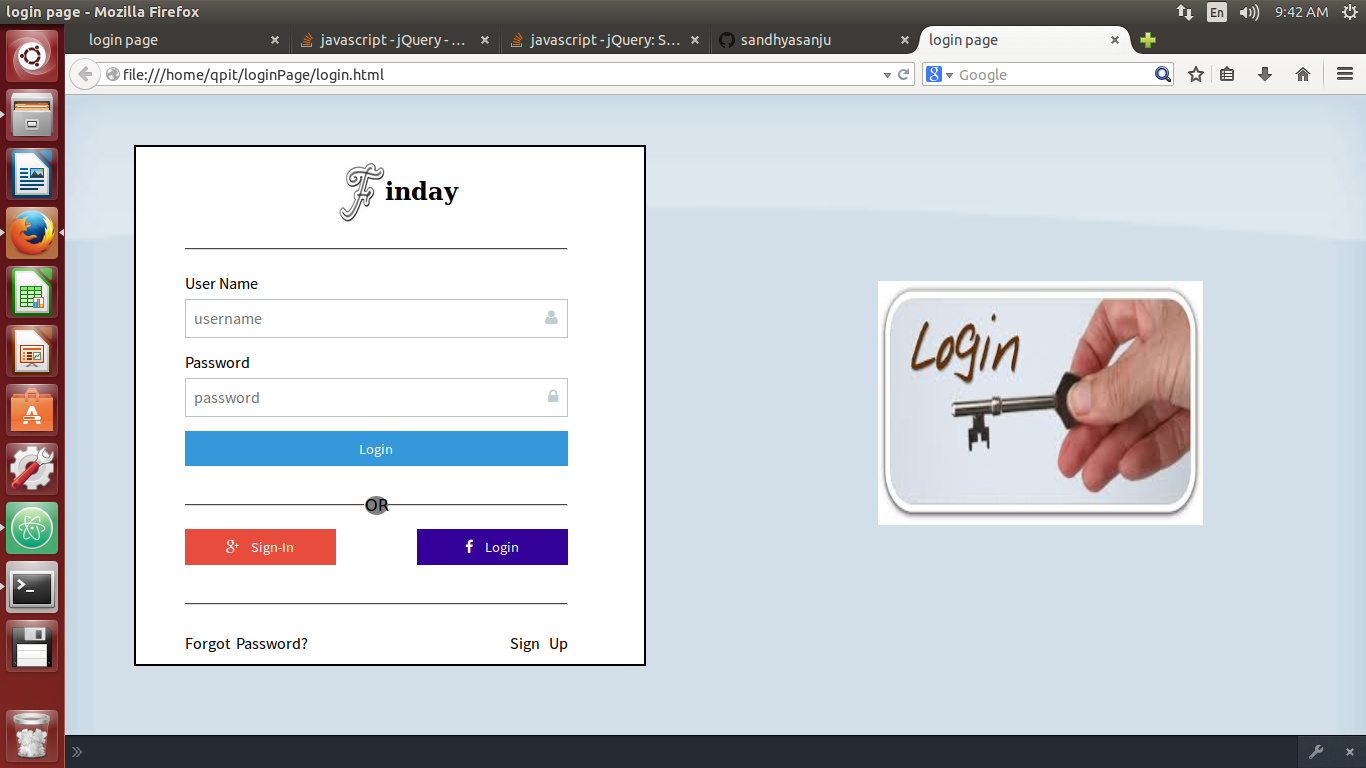 login page - Mozilla Firefox
En
9:42 AM
login page
javascript - jQuery - ...
javascript - jQuery: S...
sandhyasanju
login page
file:///home/qpit/loginPage/login.html
Google
Finday
User Name
username
Password
password
Login
OR
Sign-In
Login
Forgot Password?
Sign Up
Login